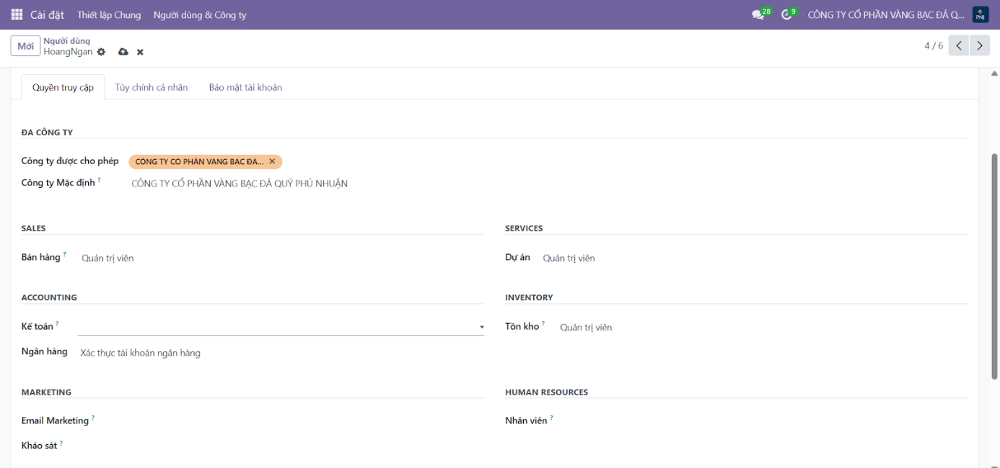 Cài đặt Thiết lập Chung Người dùng & Công ty 28 9 CÔNG TY CỔ PHẦN VÀNG BẠC ĐÁ Q... PNJ
Mới Người dùng
HoangNgan 4 / 6
Quyền truy cập Tùy chỉnh cá nhân Bảo mật tài khoản
ĐA CÔNG TY
Công ty được cho phép CÔNG TY CỔ PHẦN VÀNG BẠC ĐÁ... ×
Công ty Mặc định ? CÔNG TY CỔ PHẦN VÀNG BẠC ĐÁ QUÝ PHÚ NHUẬN
SALES SERVICES
Bán hàng ? Quản trị viên Dự án Quản trị viên
ACCOUNTING INVENTORY
Kế toán ? Tồn kho ? Quản trị viên
Ngân hàng Xác thực tài khoản ngân hàng
MARKETING HUMAN RESOURCES
Email Marketing ? Nhân viên ?
Khảo sát ?